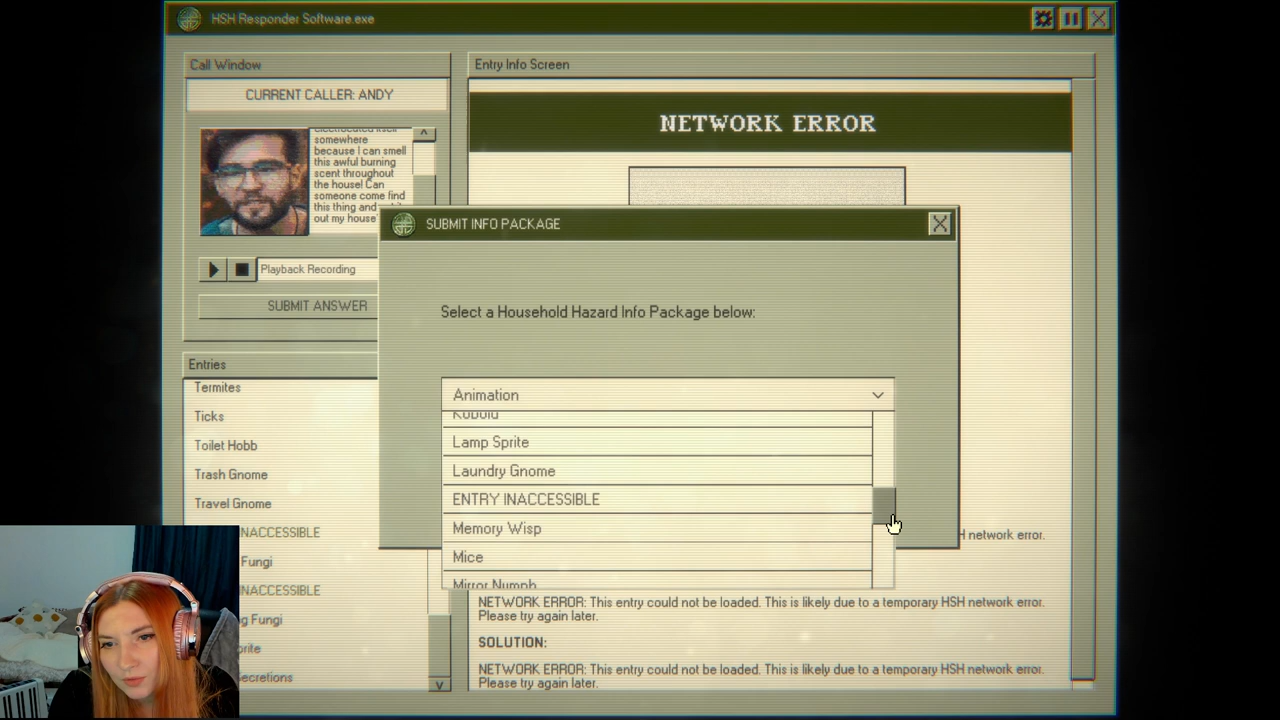 HSH Responder Software.exe
Call Window
CURRENT CALLER: ANDY
somewhere
because I can smell
this awful burning
scent throughout
the house! Can
someone come find
this thing and
out my house
Playback Recording
SUBMIT ANSWER
Entries
Termites
Ticks
Toilet Hobb
Trash Gnome
Travel Gnome
NACCESSIBLE
Fungi
NACCESSIBLE
g Fungi
rite
ecretions
Entry Info Screen
NETWORK ERROR
SUBMIT INFO PACKAGE
Select a Household Hazard Info Package below:
Animation
Kobold
Lamp Sprite
Laundry Gnome
ENTRY INACCESSIBLE
Memory Wisp
Mice
Mirror Nymph
H network error.
NETWORK ERROR: This entry could not be loaded. This is likely due to a temporary HSH network error.
Please try again later.
SOLUTION:
NETWORK ERROR: This entry could not be loaded. This is likely due to a temporary HSH network error.
Please try again later.